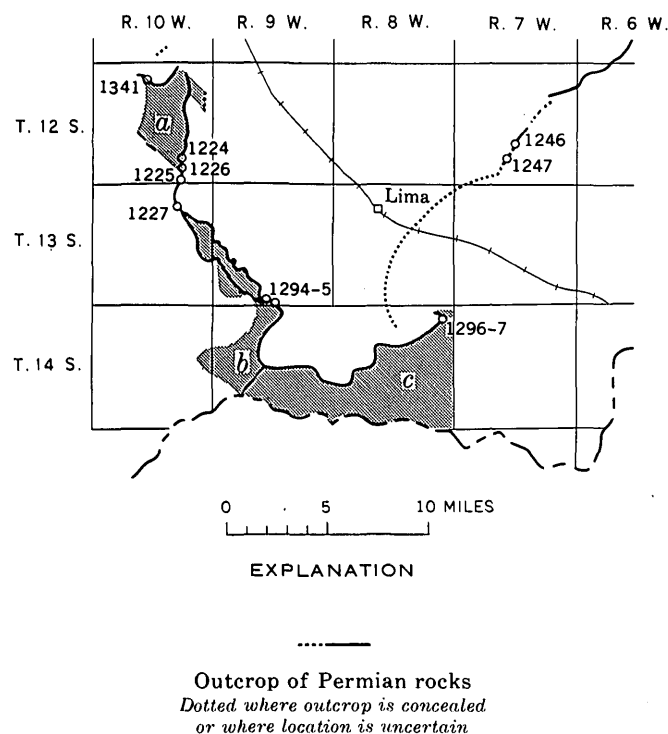 R. 10 W. R. 9 W. R. 8 W. R. 7 W. R. 6 W.
1341
T. 12 S.
a
1224
1226
1225
1246
1247
1227
Lima
T. 13 S.
1294-5
1296-7
T. 14 S.
b
c
0 5 10 MILES
EXPLANATION
Outcrop of Permian rocks
Dotted where outcrop is concealed
or where location is uncertain